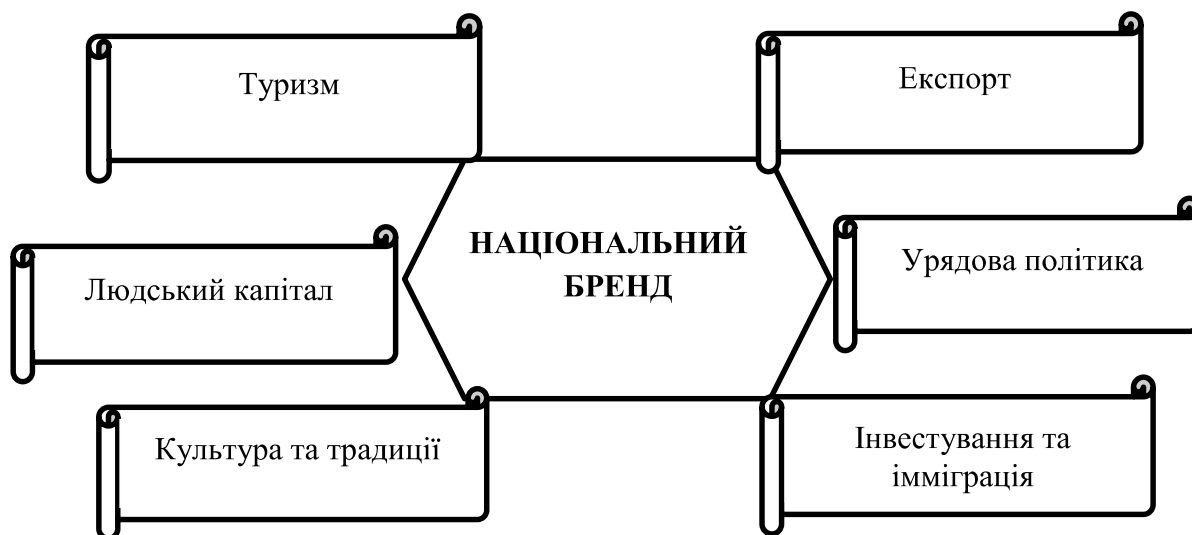 Туризм
Експорт
НАЦІОНАЛЬНИЙ
БРЕНД
Людський капітал
Урядова політика
Культура та традиції
Інвестування та
імміграція